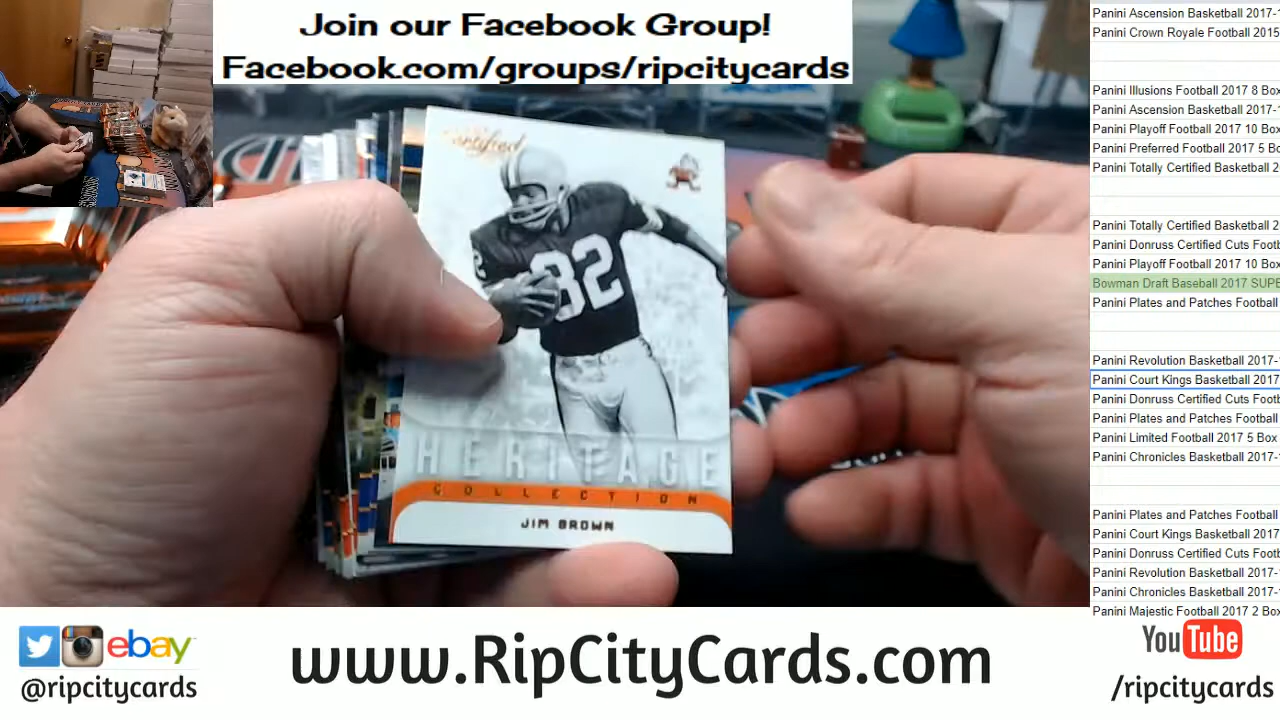 Join our Facebook Group!
Facebook.com/groups/ripcitycards
Panini Ascension Basketball 2017-
Panini Crown Royale Football 2015
Panini Illusions Football 2017 8 Box
Panini Ascension Basketball 2017-
Panini Playoff Football 2017 10 Box
Panini Preferred Football 2017 5 Bo
Panini Totally Certified Basketball 2
Panini Totally Certified Basketball 2
Panini Donruss Certified Cuts Footb
Panini Playoff Football 2017 10 Box
Bowman Draft Baseball 2017 SUPE
Panini Plates and Patches Football
Panini Revolution Basketball 2017-
Panini Court Kings Basketball 2017
Panini Donruss Certified Cuts Footb
Panini Plates and Patches Football
Panini Limited Football 2017 5 Box
Panini Chronicles Basketball 2017-
Panini Plates and Patches Football
Panini Court Kings Basketball 2017
Panini Donruss Certified Cuts Footb
Panini Revolution Basketball 2017-
Panini Chronicles Basketball 2017-
Panini Majestic Football 2017 2 Box
Certified
82
HERITAGE
COLLECTION
JIM BROWN
ebay
@ripcitycards
www.RipCityCards.com
YouTube
/ripcitycards